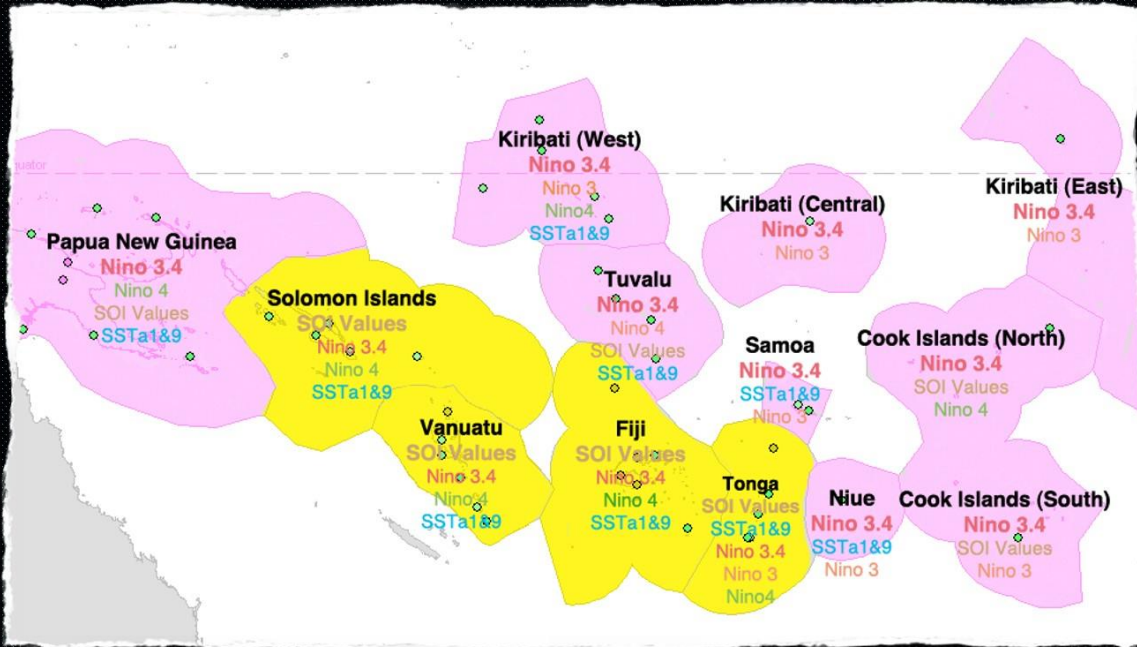 Kiribati (West)
Nino 3.4
Nino 3
Nino4
SSTa1&9
Kiribati (East)
Nino 3.4
Nino 3
Kiribati (Central)
Nino 3.4
Nino 3
Papua New Guinea
Nino 3.4
Nino 4
SOI Values
SSTa1&9
Solomon Islands
SOI Values
Nino 3.4
Nino 4
SSTa1&9
Tuvalu
Nino 3.4
Nino 4
SOI Values
SSTa1&9
Samoa
Nino 3.4
SSTa1&9
Nino 3
Cook Islands (North)
Nino 3.4
SOI Values
Nino 4
Vanuatu
SOI Values
Nino 3.4
Nino 4
SSTa1&9
Fiji
SOI Values
Nino 3.4
Nino 4
SSTa1&9
Tonga
SOI Values
SSTa1&9
Nino 3.4
Nino 3
Nino4
Niue
Nino 3.4
SSTa1&9
Nino 3
Cook Islands (South)
Nino 3.4
SOI Values
Nino 3